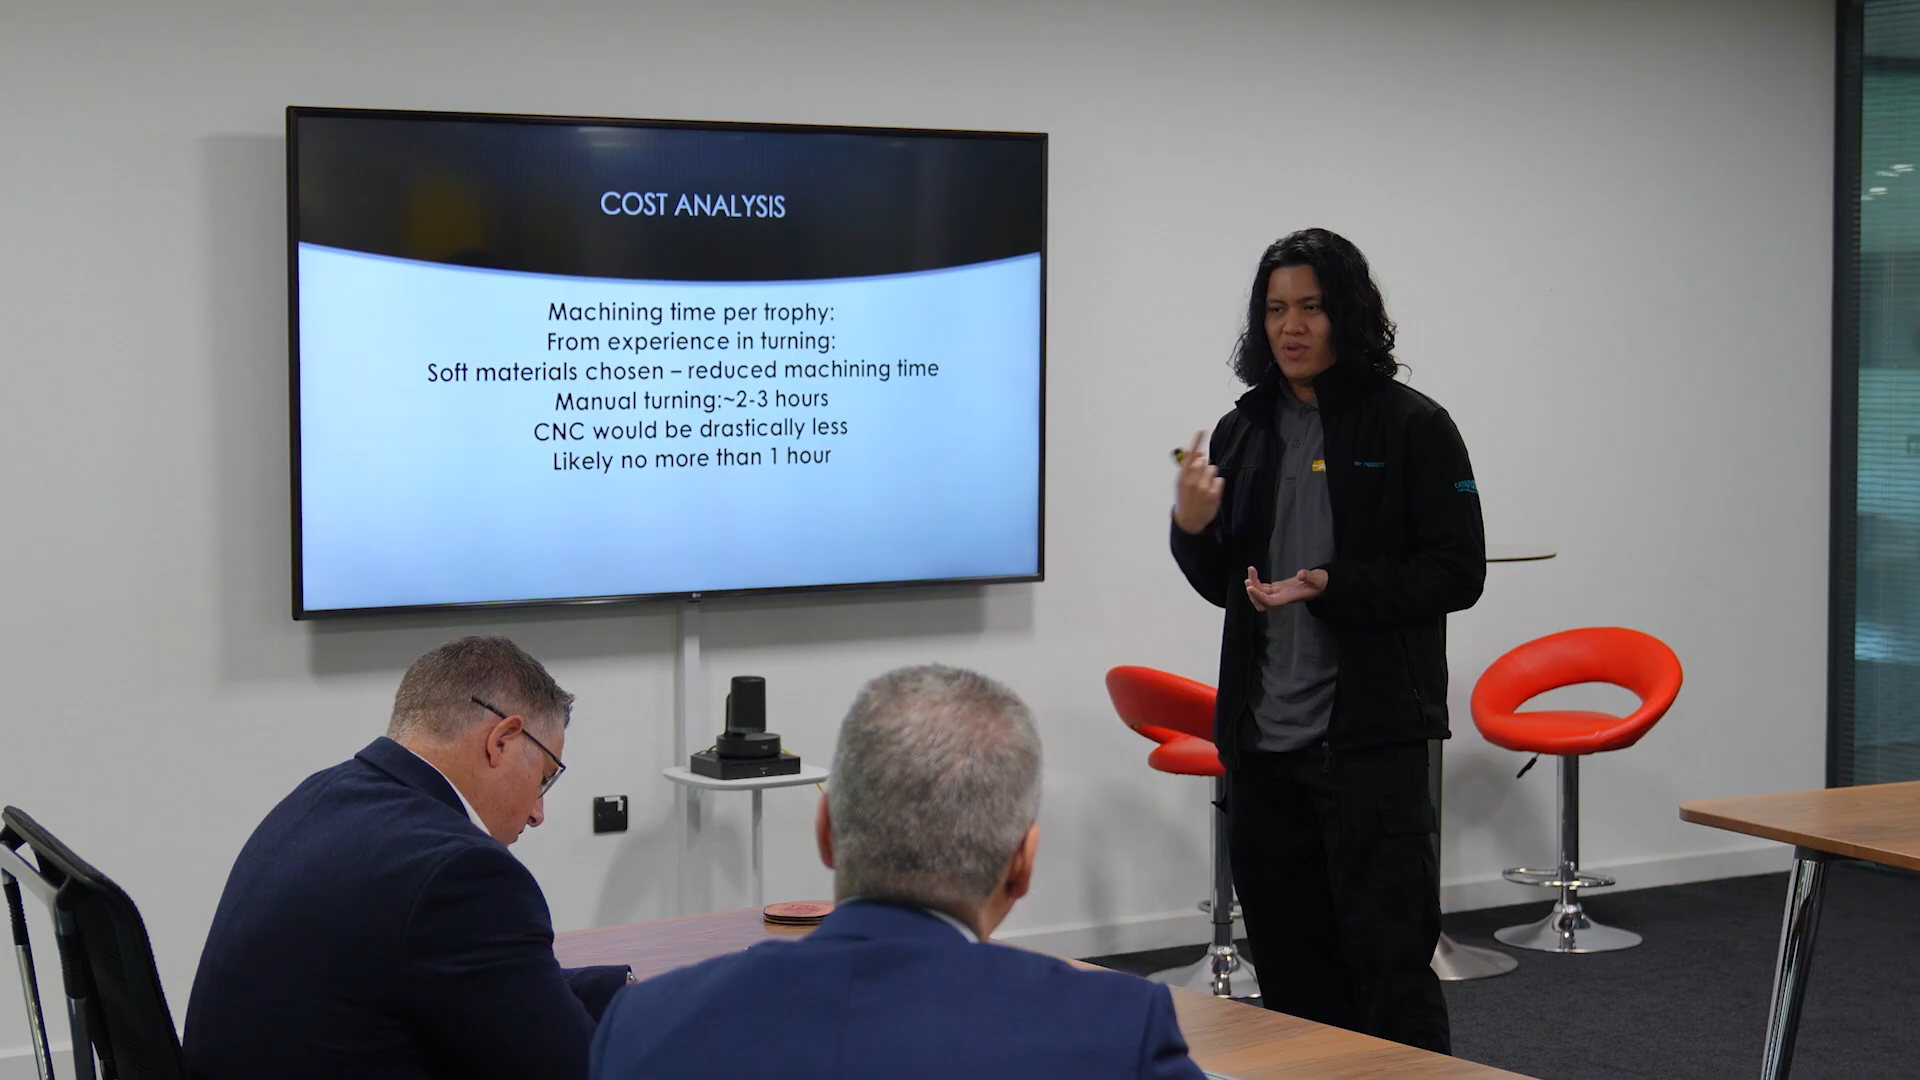 COST ANALYSIS
Machining time per trophy:
From experience in turning:
Soft materials chosen – reduced machining time
Manual turning:~2-3 hours
CNC would be drastically less
Likely no more than 1 hour